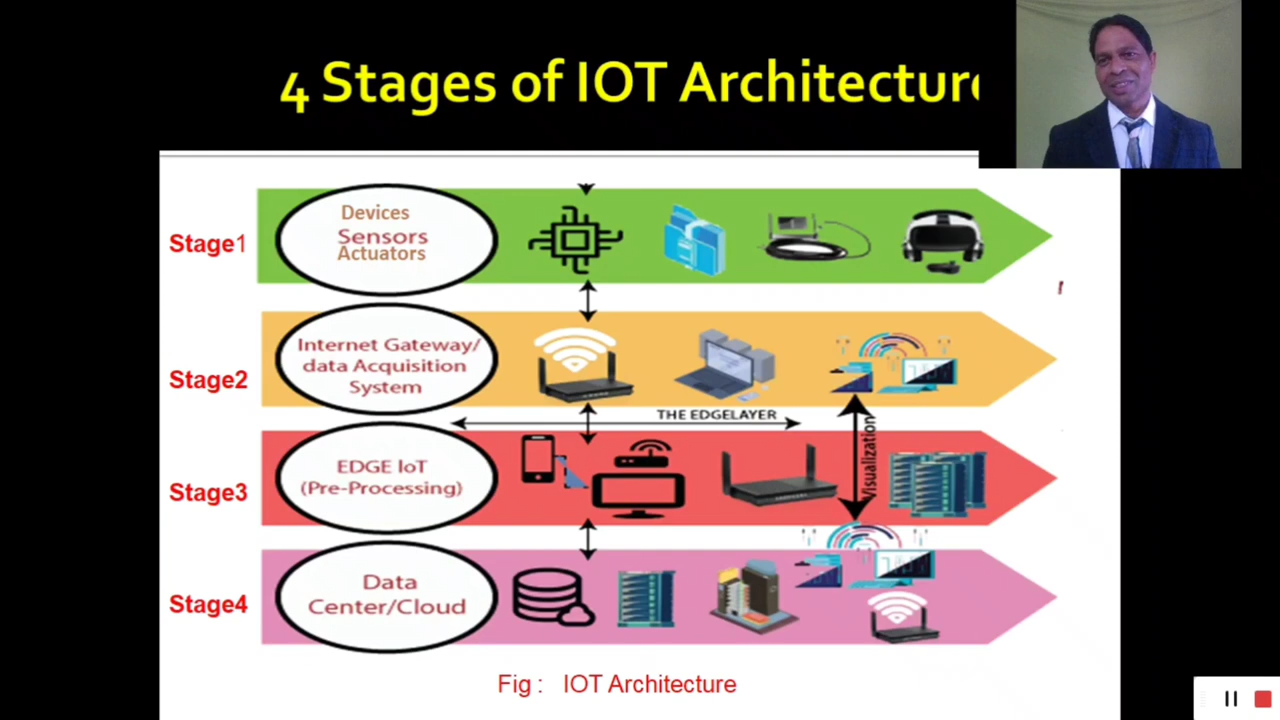 4 Stages of IOT Architecture
Stage1
Devices
Sensors
Actuators
Stage2
Internet Gateway/
data Acquisition
System
THE EDGELAYER
Visualization
Stage3
EDGE IoT
(Pre-Processing)
Stage4
Data
Center/Cloud
Fig : IOT Architecture